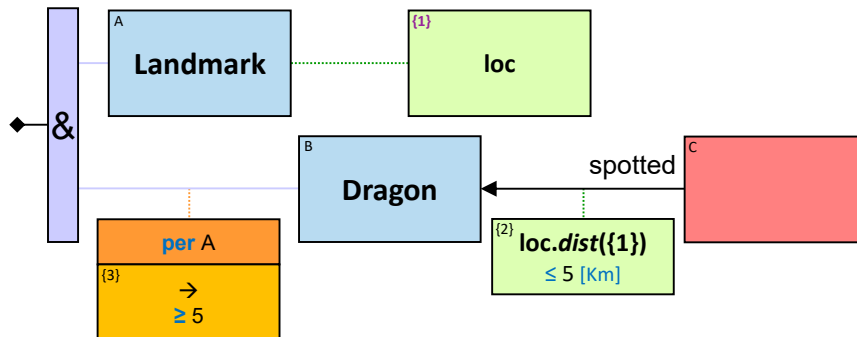 A
Landmark
{1}
loc
&
B
Dragon
spotted
C
per A
{3}
→
≥ 5
{2}
loc.dist({1})
≤ 5 [Km]